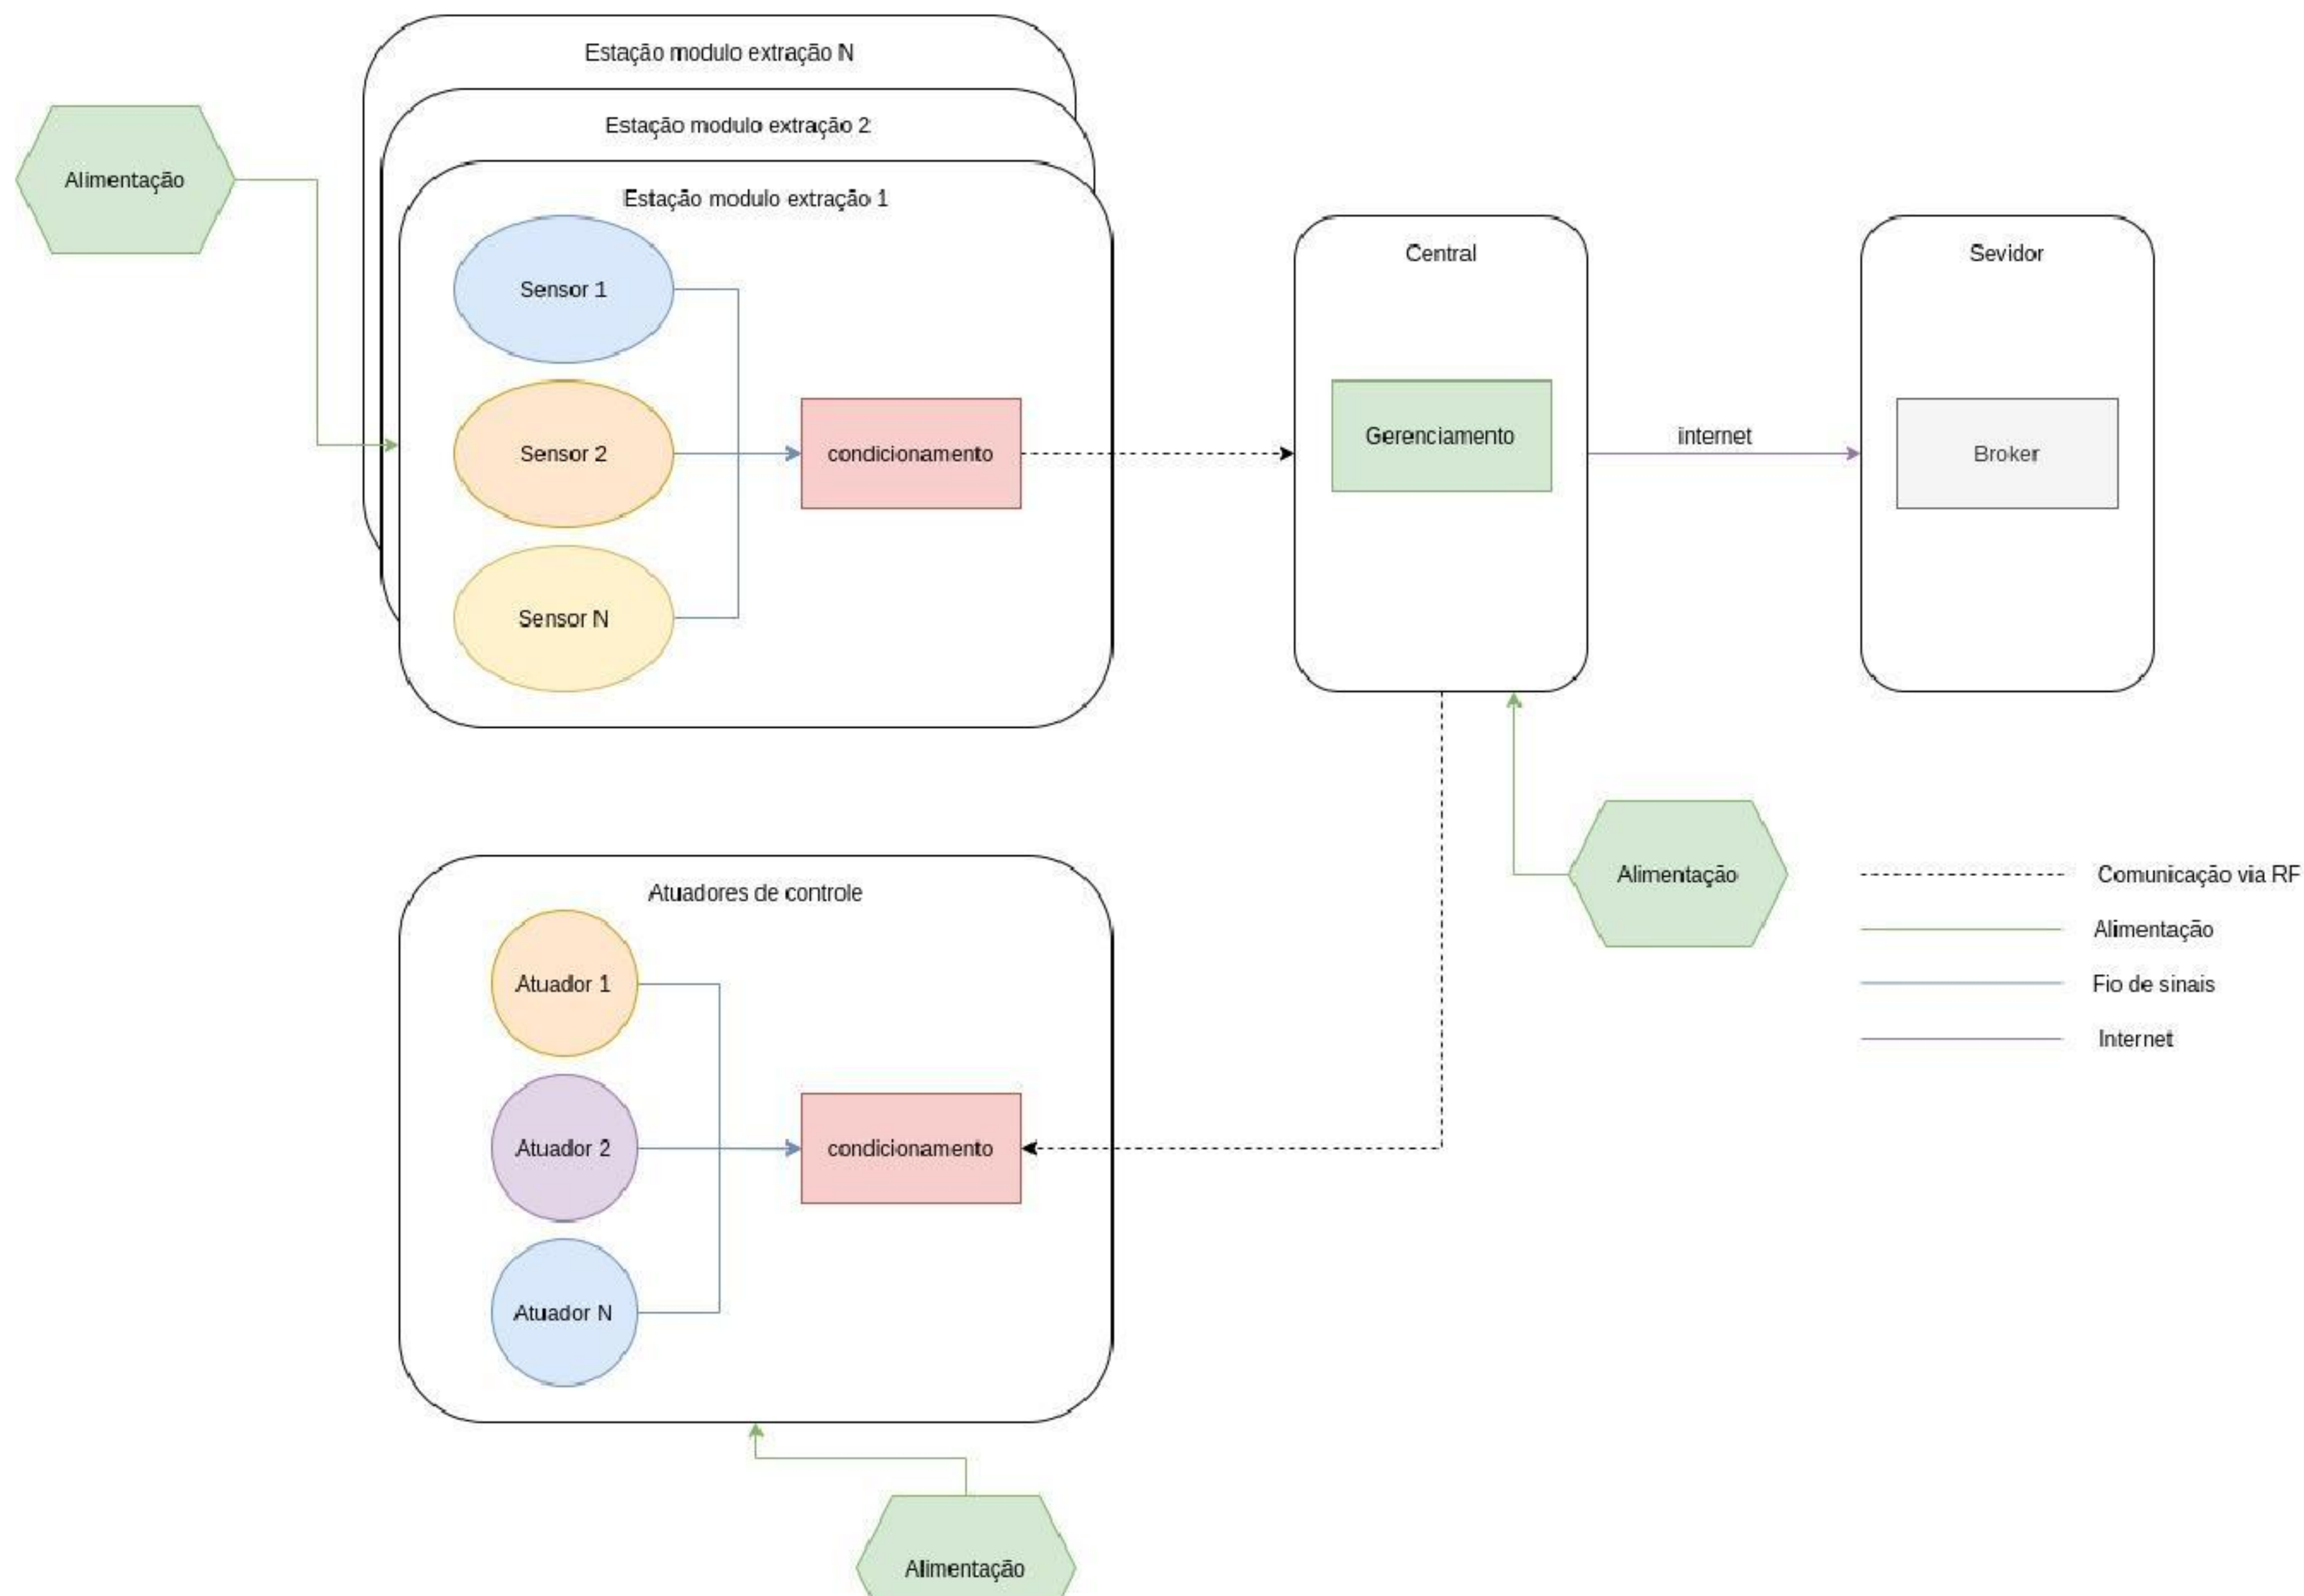 Estação modulo extração N
Estação modulo extração 2
Alimentação
Estação modulo extração 1
Sensor 1
Sensor 2
Sensor N
condicionamento
Central
Gerenciamento
internet
Sevidor
Broker
Alimentação
Comunicação via RF
Alimentação
Fio de sinais
Internet
Atuadores de controle
Atuador 1
Atuador 2
Atuador N
condicionamento
Alimentação